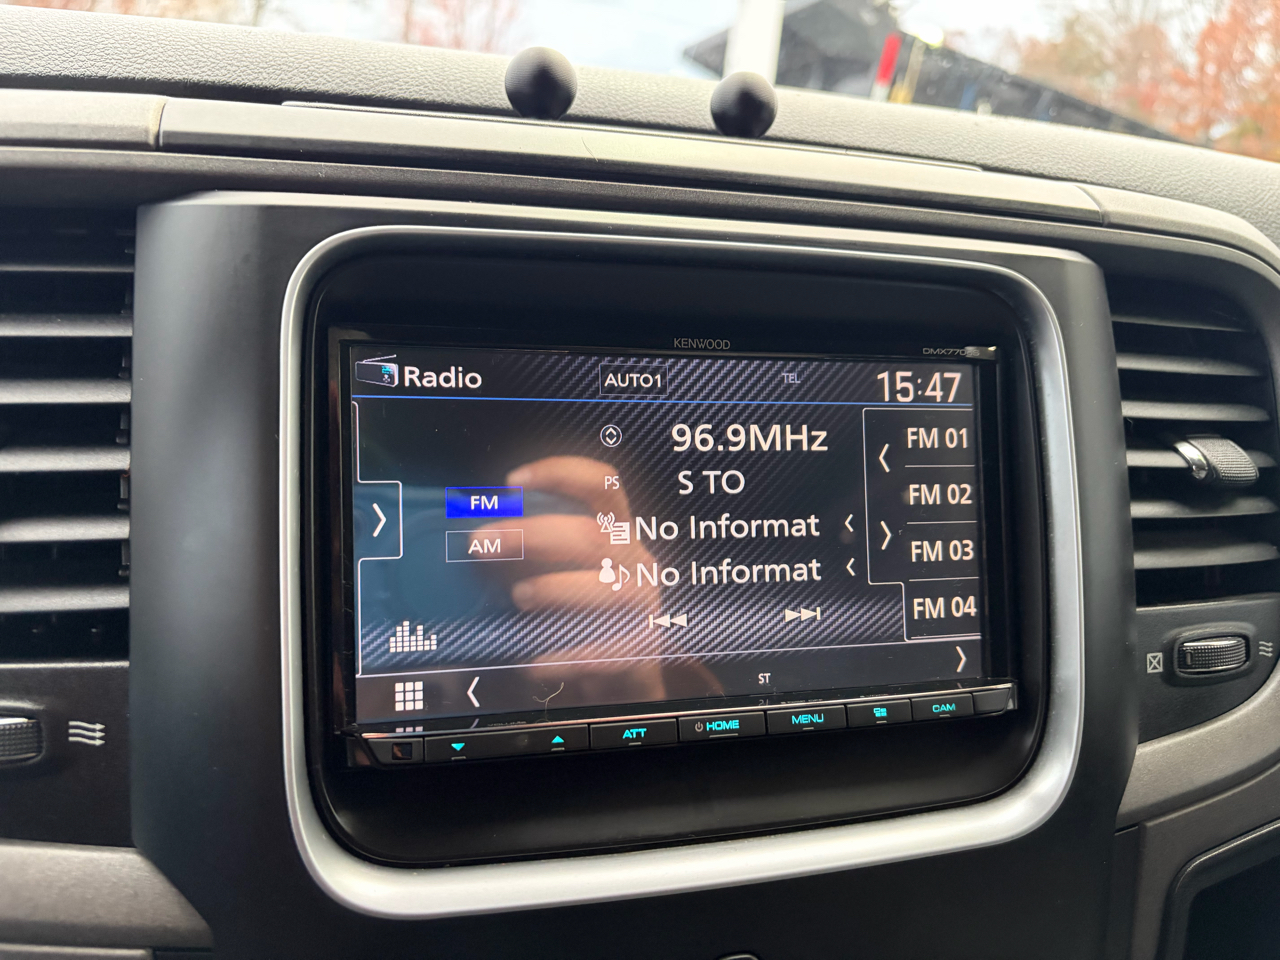 KENWOOD
Radio
AUTO1
TEL
15:47
96.9MHz
PS
S TO
FM
AM
No Informat
No Informat
FM 01
FM 02
FM 03
FM 04
ST
ATT
HOME
MENU
CAM